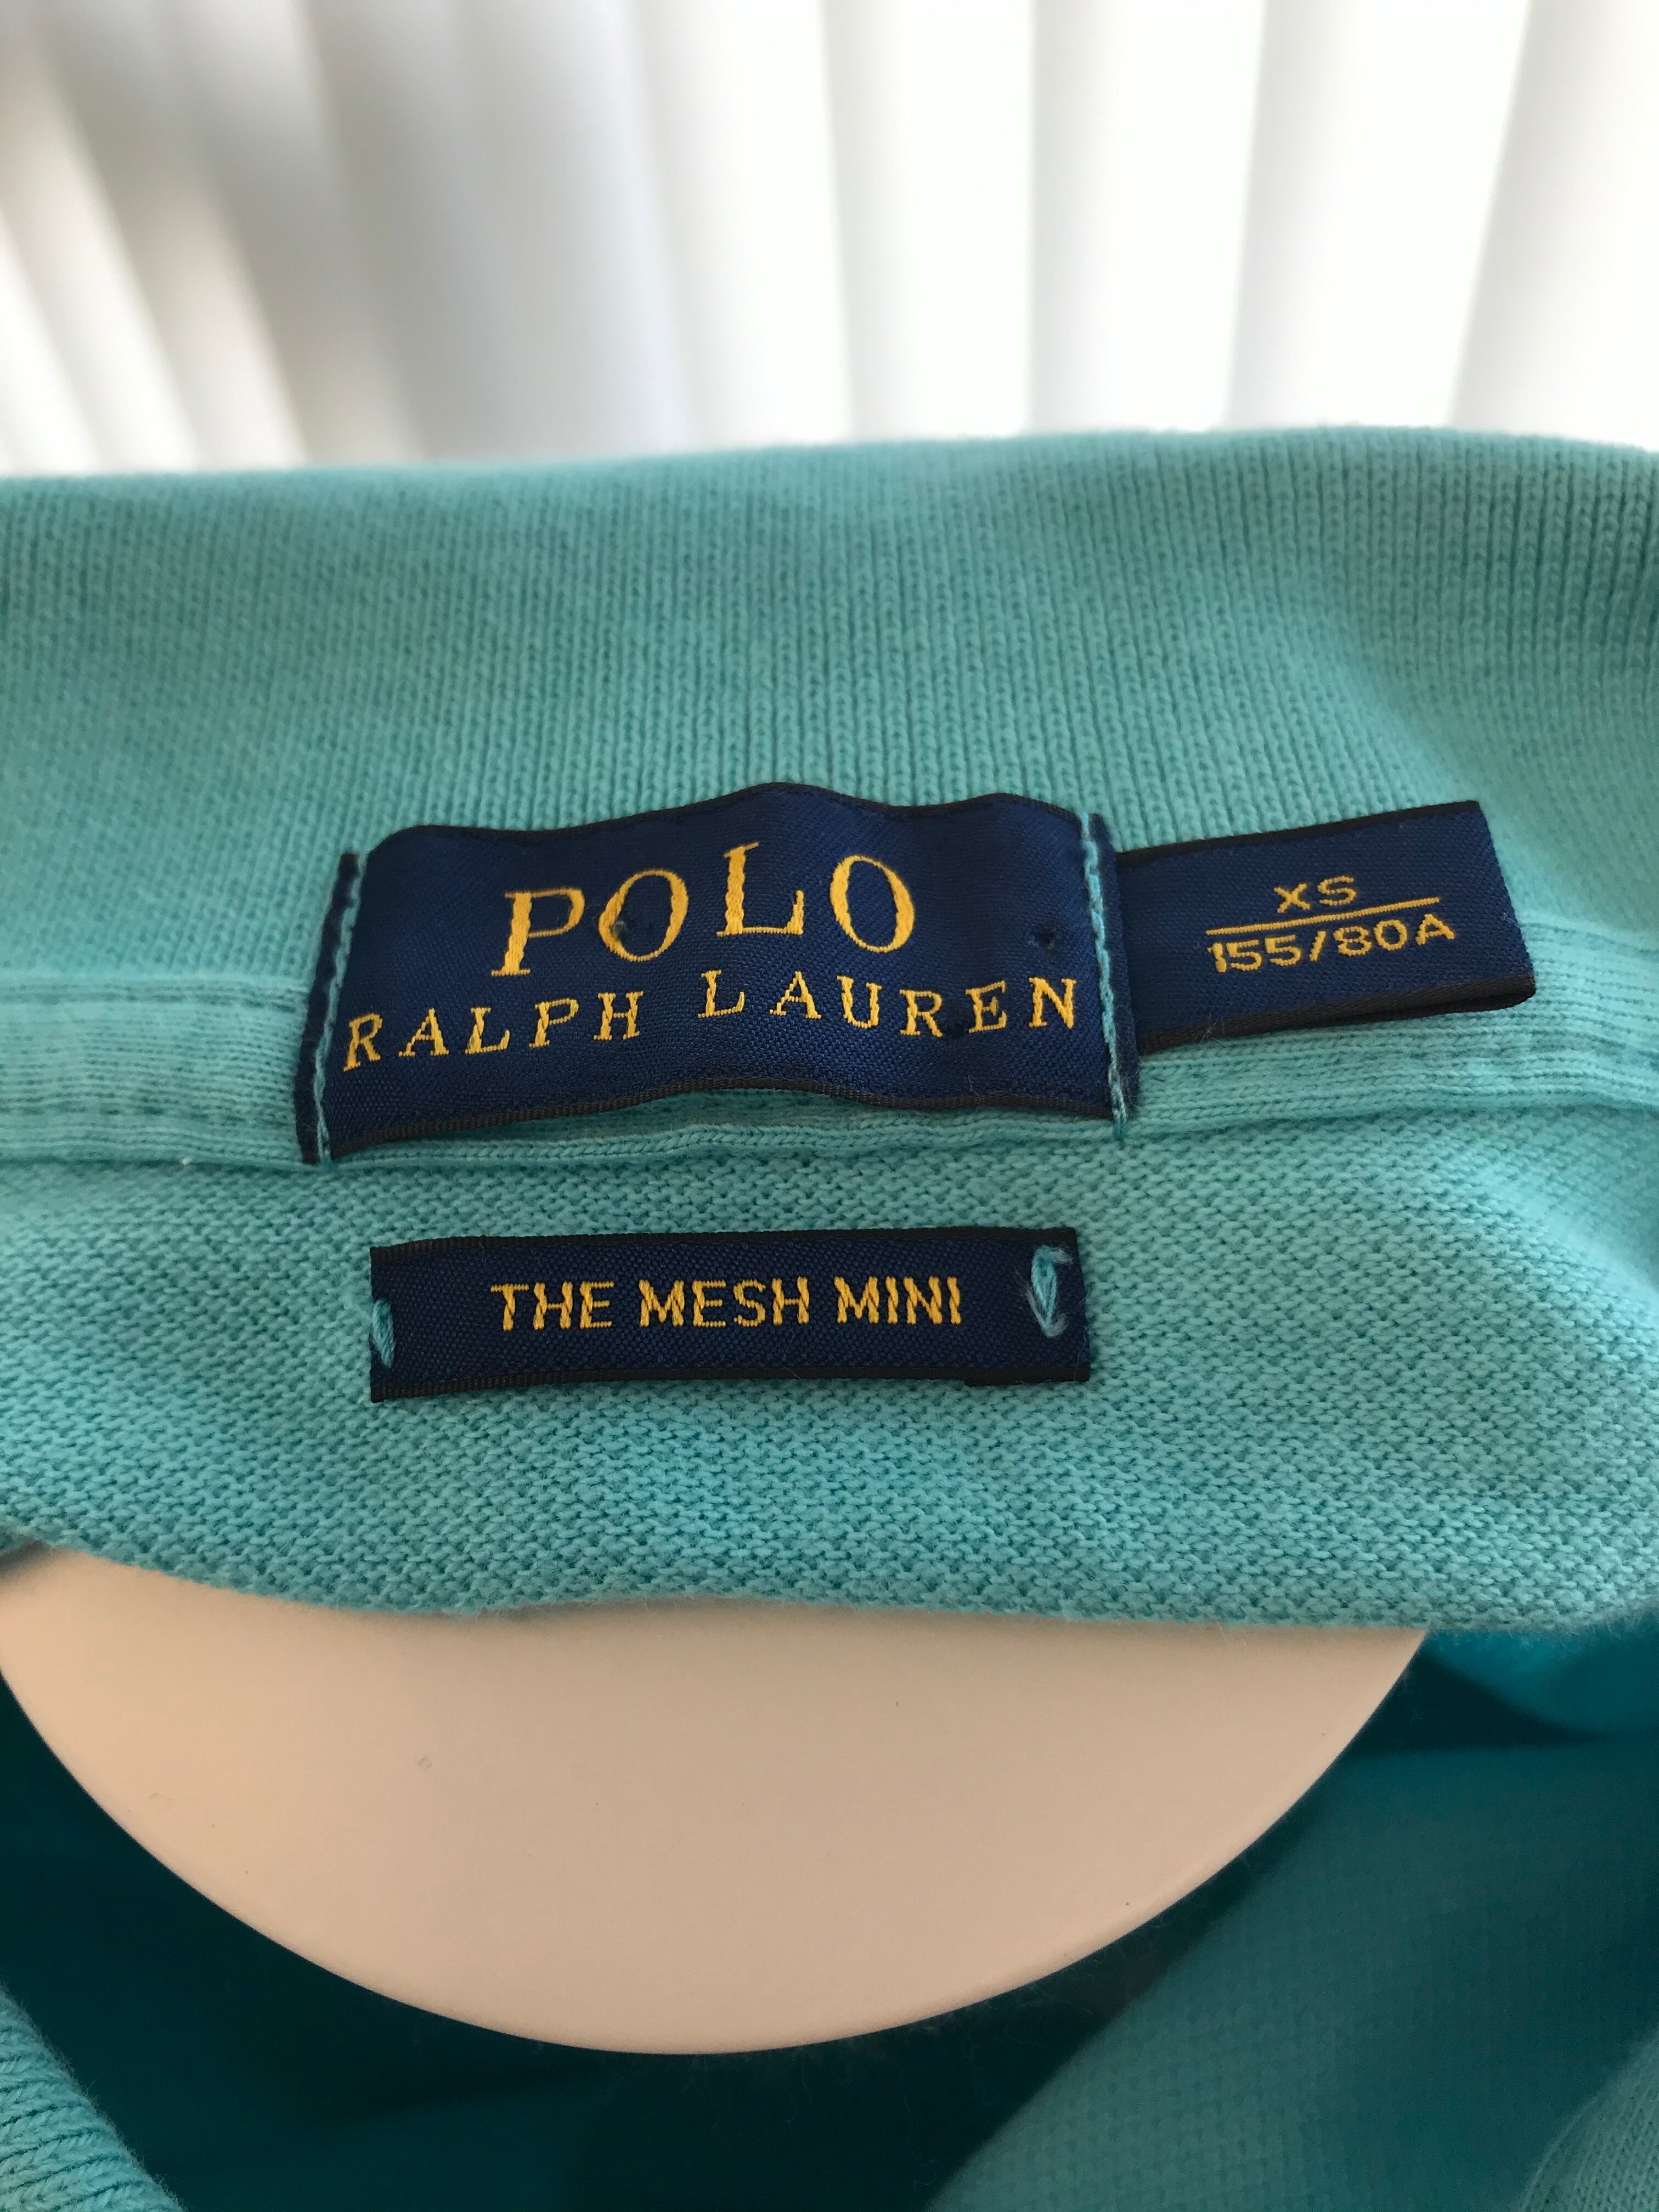 POLO
RALPH LAUREN
XS
155/80A
THE MESH MINI